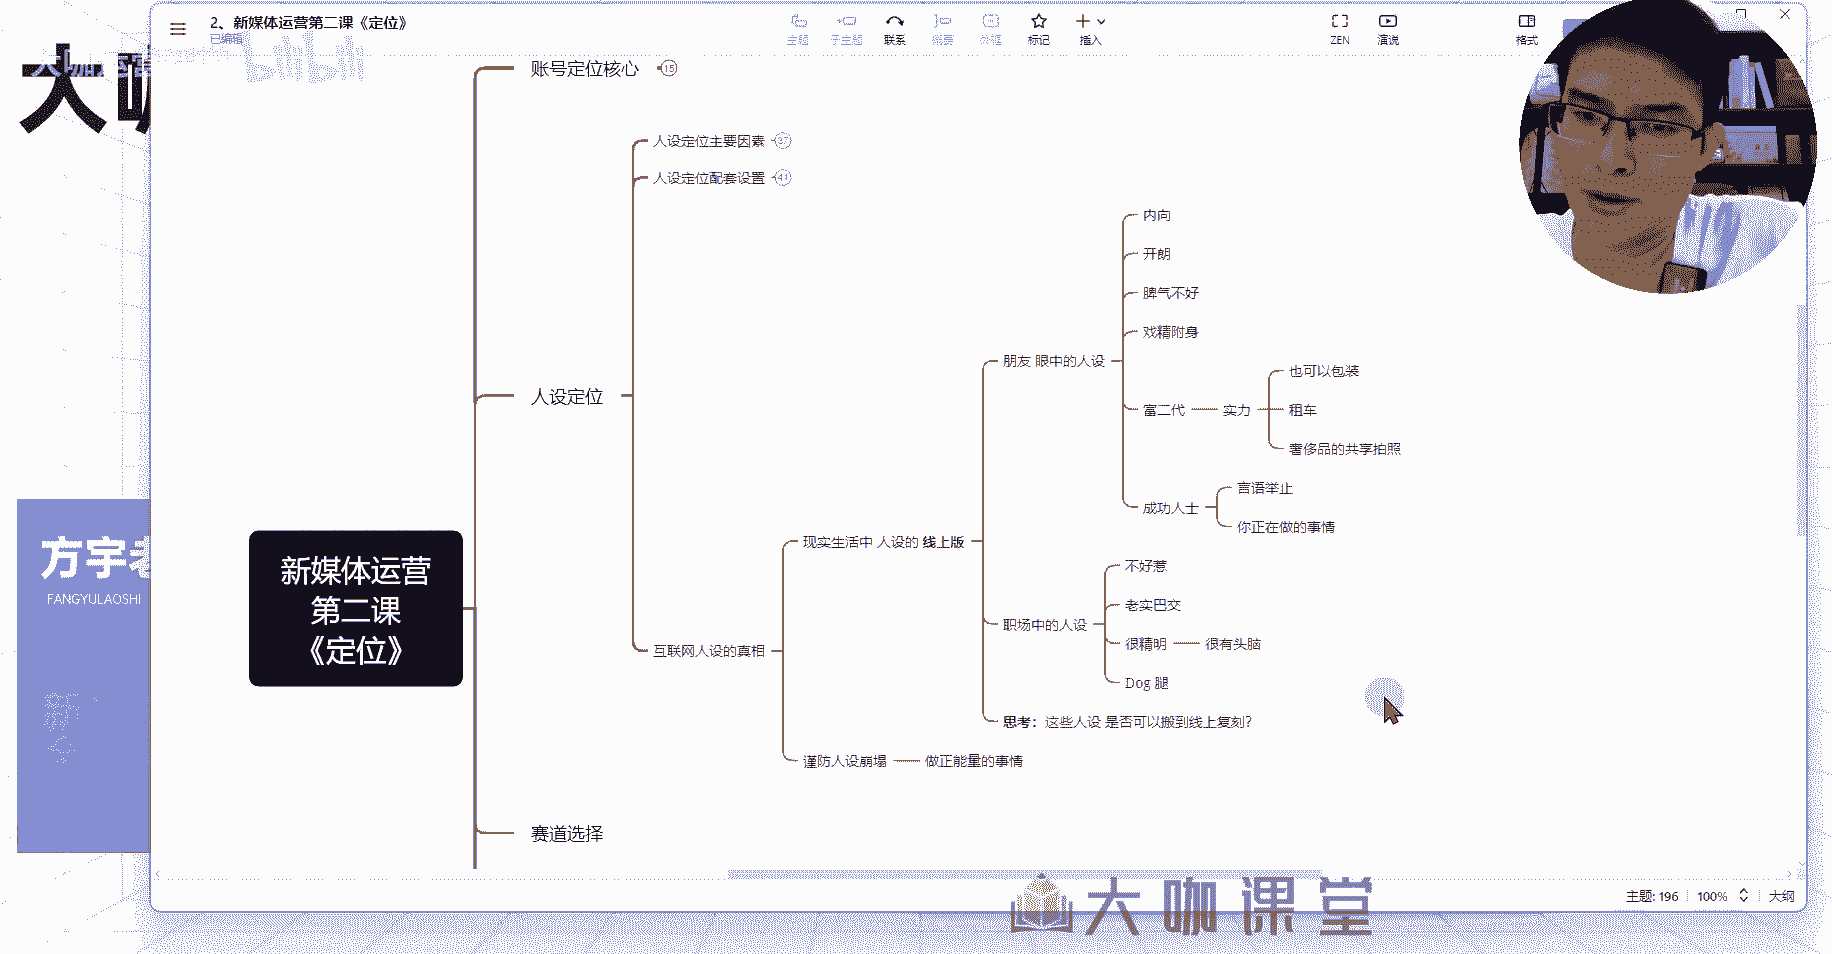 2、新媒体运营第二课《定位》
已编辑
主题
子主题
联系
概要
外框
标记
插入
ZEN
演说
格式
大咖
bilibili
账号定位核心 15
人设定位主要因素 37
人设定位配套设置 41
内向
开朗
脾气不好
戏精附身
朋友 眼中的人设
也可以包装
富二代
实力
租车
奢侈品的共享拍照
人设定位
言语举止
成功人士
你正在做的事情
现实生活中 人设的 线上版
不好惹
老实巴交
职场中的人设
很精明
很有头脑
Dog 腿
互联网人设的真相
思考：这些人设 是否可以搬到线上复刻？
谨防人设崩塌
做正能量的事情
新媒体运营
第二课
《定位》
方宇老
FANGYULAOSHI
赛道选择
大咖课堂
主题: 196
100%
大纲